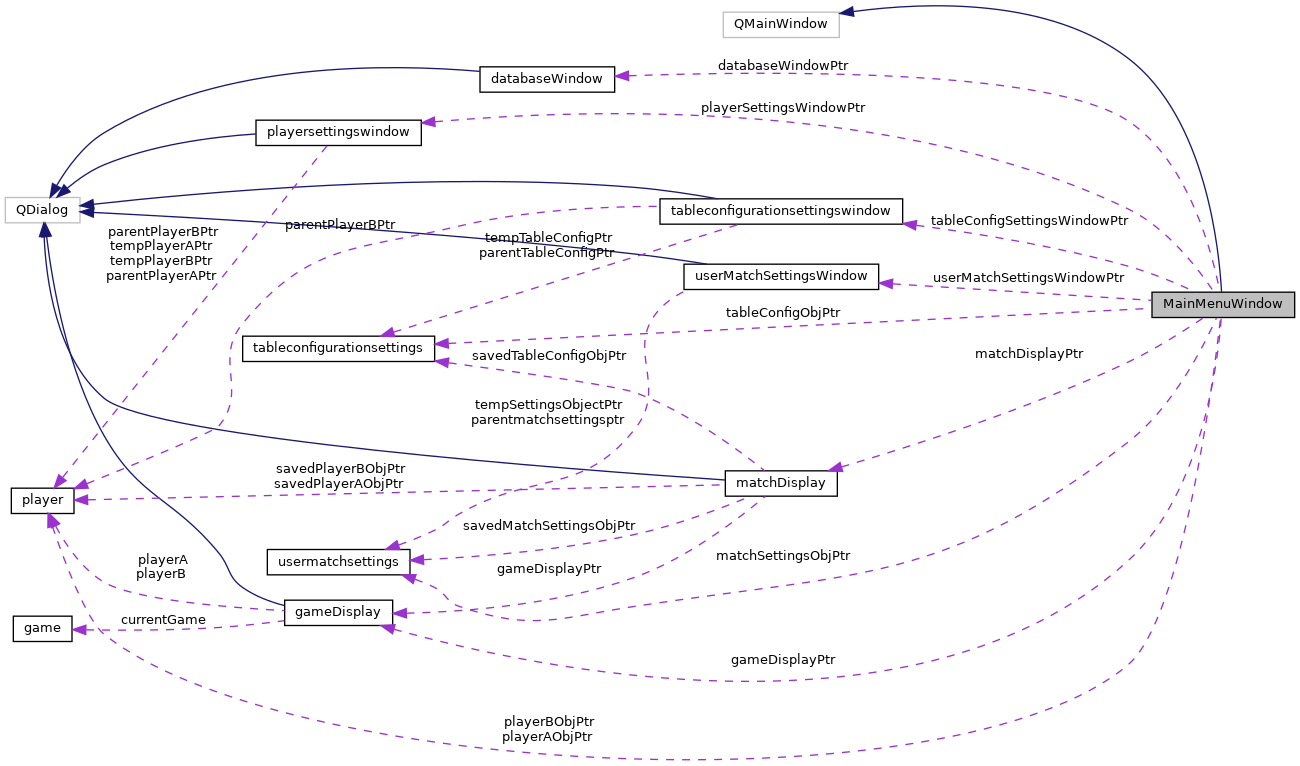 QMainWindow
databaseWindowPtr
databaseWindow
playerSettingsWindowPtr
playersettingswindow
QDialog
tableconfigurationsettingswindow
tableConfigSettingsWindowPtr
parentPlayerBPtr
parentPlayerBPtr
tempPlayerAPtr
tempPlayerBPtr
parentPlayerAPtr
tempTableConfigPtr
parentTableConfigPtr
userMatchSettingsWindow
userMatchSettingsWindowPtr
MainMenuWindow
tableConfigObjPtr
tableconfigurationsettings
savedTableConfigObjPtr
matchDisplayPtr
tempSettingsObjectPtr
parentmatchsettingsptr
savedPlayerBObjPtr
savedPlayerAObjPtr
matchDisplay
player
savedMatchSettingsObjPtr
matchSettingsObjPtr
playerA
playerB
usermatchsettings
gameDisplayPtr
gameDisplay
currentGame
game
gameDisplayPtr
playerBObjPtr
playerAObjPtr